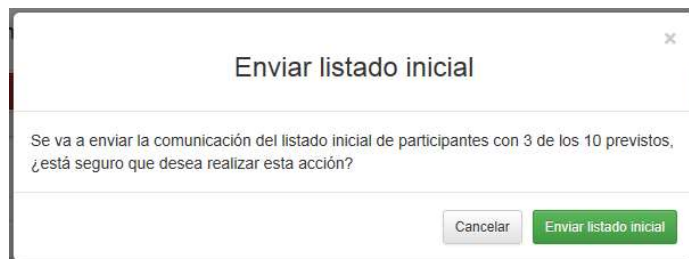 ×
Enviar listado inicial
Se va a enviar la comunicación del listado inicial de participantes con 3 de los 10 previstos,
¿está seguro que desea realizar esta acción?
Cancelar Enviar listado inicial